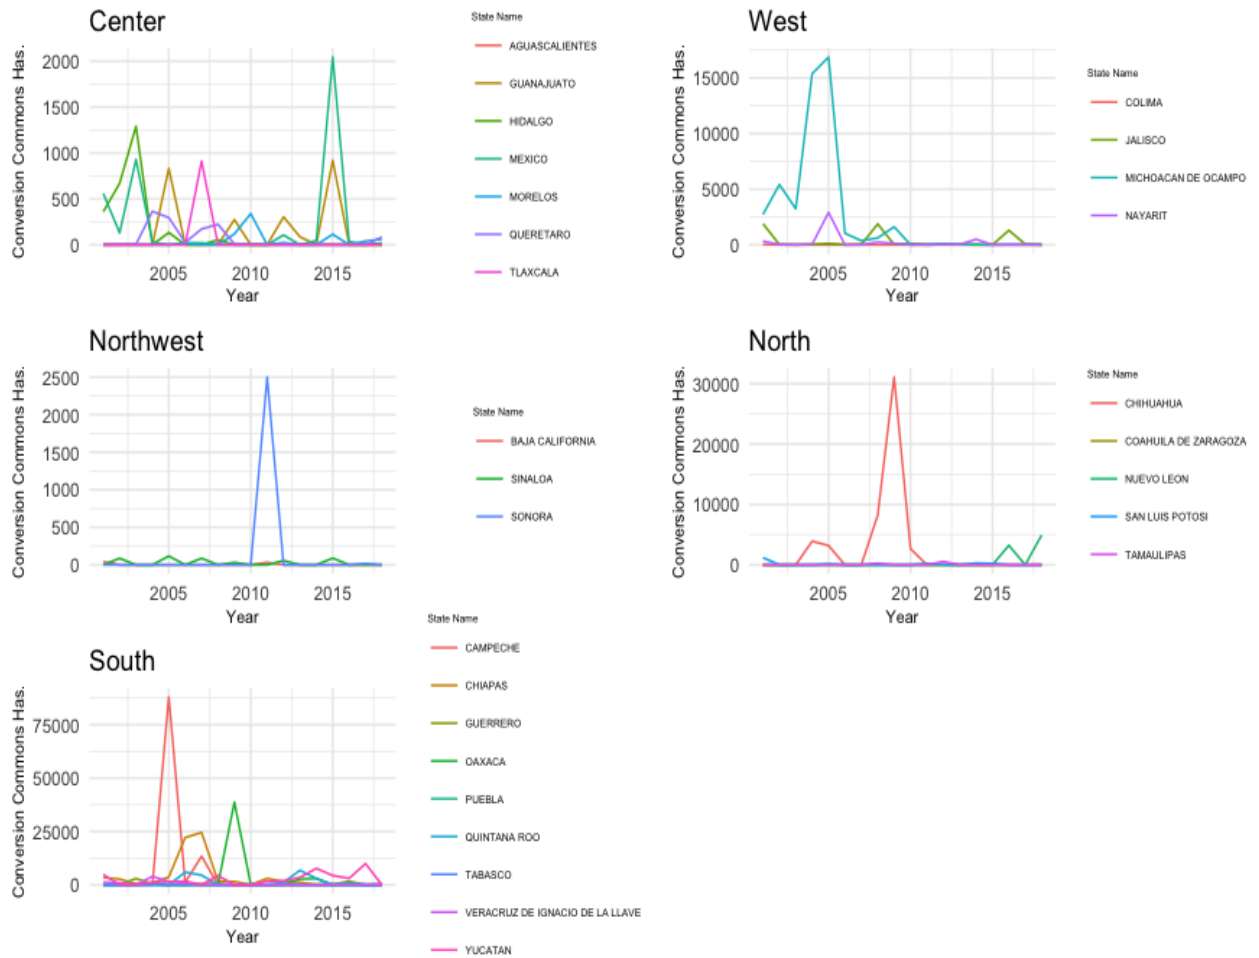 Center
Conversion Commons Has.
2000
1500
1000
500
0
2005
2010
2015
Year
State Name
AGUASCALIENTES
GUANAJUATO
HIDALGO
MEXICO
MORELOS
QUERETARO
TLAXCALA
West
Conversion Commons Has.
15000
10000
5000
0
2005
2010
2015
Year
State Name
COLIMA
JALISCO
MICHOACAN DE OCAMPO
NAYARIT
Northwest
Conversion Commons Has.
2500
2000
1500
1000
500
0
2005
2010
2015
Year
State Name
BAJA CALIFORNIA
SINALOA
SONORA
North
Conversion Commons Has.
30000
20000
10000
0
2005
2010
2015
Year
State Name
CHIHUAHUA
COAHUILA DE ZARAGOZA
NUEVO LEON
SAN LUIS POTOSI
TAMAULIPAS
South
Conversion Commons Has.
75000
50000
25000
0
2005
2010
2015
Year
State Name
CAMPECHE
CHIAPAS
GUERRERO
OAXACA
PUEBLA
QUINTANA ROO
TABASCO
VERACRUZ DE IGNACIO DE LA LLAVE
YUCATAN